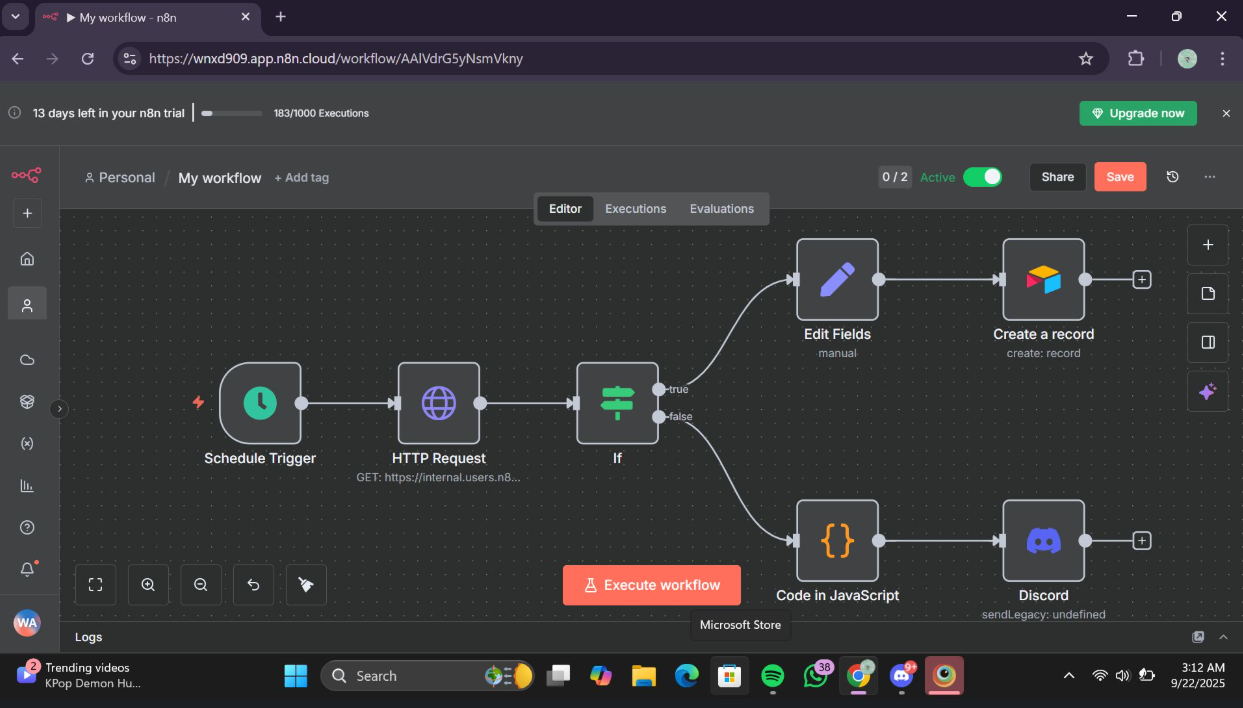 ▶ My workflow - n8n
https://wnxd909.app.n8n.cloud/workflow/AAlVdrG5yNsmVkny
13 days left in your n8n trial
183/1000 Executions
Upgrade now
Personal / My workflow + Add tag
0 / 2 Active Share Save
Editor Executions Evaluations
Edit Fields
manual
Create a record
create: record
true
false
Schedule Trigger
HTTP Request
GET: https://internal.users.n8...
If
Code in JavaScript
Discord
sendLegacy: undefined
Execute workflow
Microsoft Store
WA
Logs
2
Trending videos
KPop Demon Hu...
Search
38
9+
3:12 AM
9/22/2025